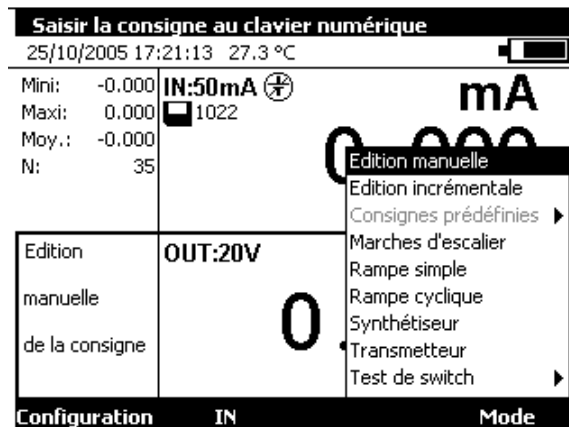 Saisir la consigne au clavier numérique
25/10/2005 17:21:13 27.3 °C
Mini: -0.000
Maxi: 0.000
Moy.: -0.000
N: 35
IN:50mA
1022
mA
Edition manuelle
Edition incrémentale
Consignes prédéfinies
Marches d'escalier
Rampe simple
Rampe cyclique
Synthétiseur
Transmetteur
Test de switch
Edition
manuelle
de la consigne
OUT:20V
0.
Configuration IN Mode